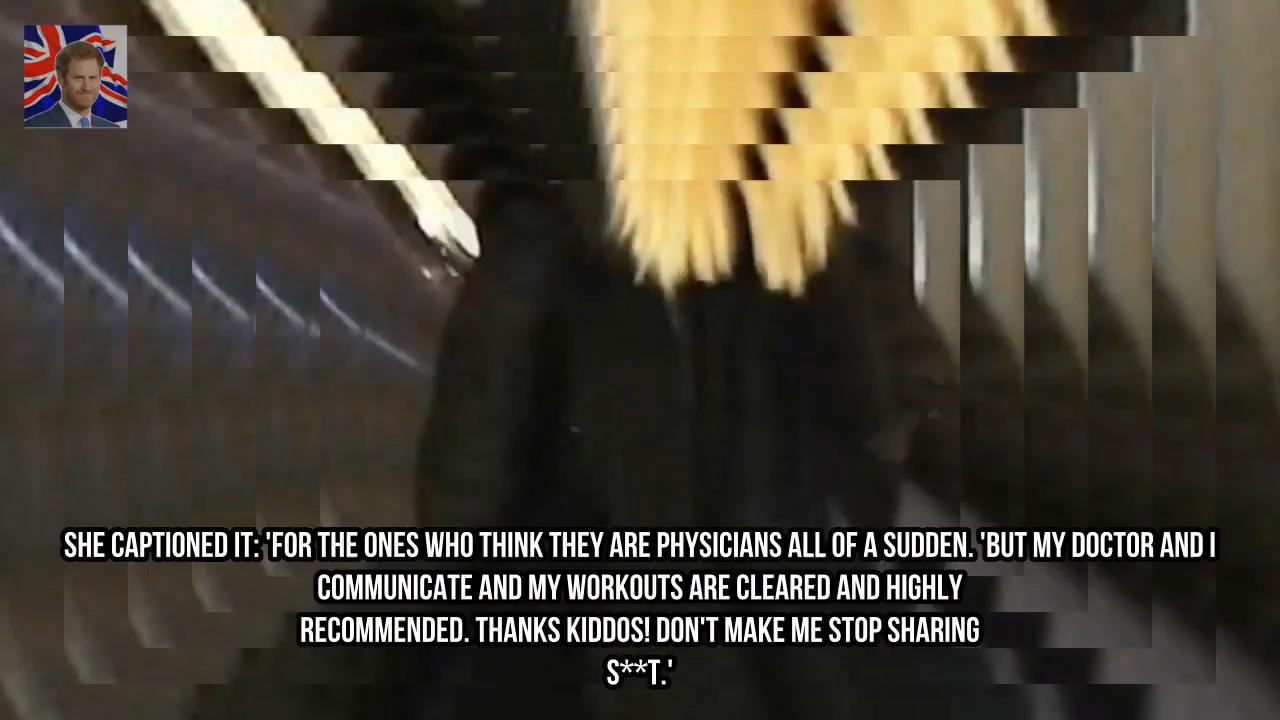 SHE CAPTIONED IT: 'FOR THE ONES WHO THINK THEY ARE PHYSICIANS ALL OF A SUDDEN. 'BUT MY DOCTOR AND I
COMMUNICATE AND MY WORKOUTS ARE CLEARED AND HIGHLY
RECOMMENDED. THANKS KIDDOS! DON'T MAKE ME STOP SHARING
S**T.'